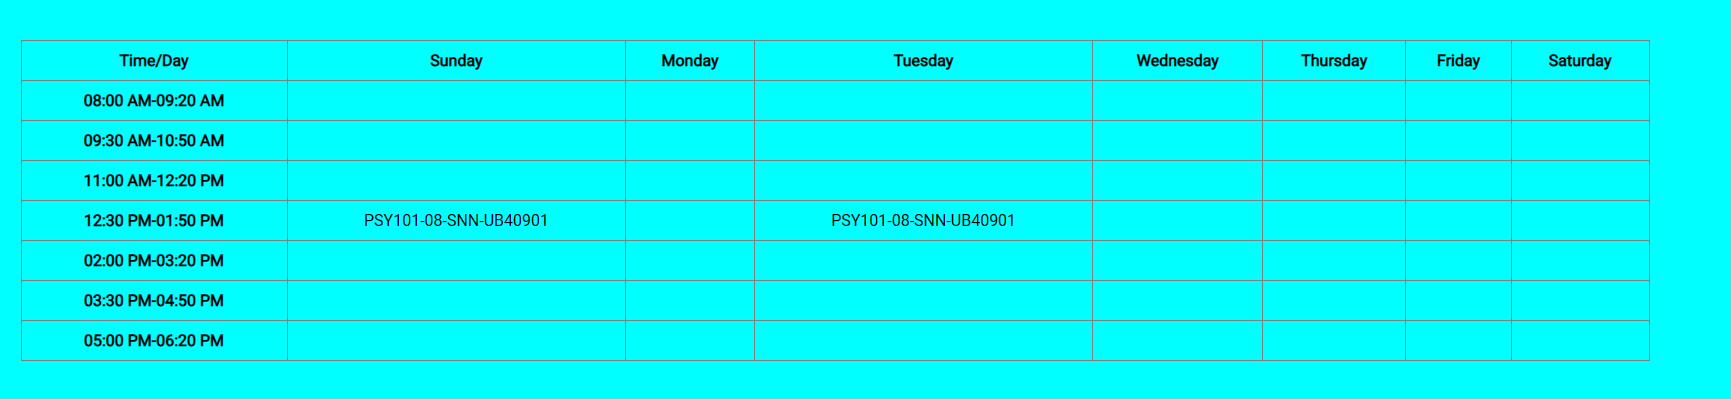 Time/Day Sunday Monday Tuesday Wednesday Thursday Friday Saturday
08:00 AM-09:20 AM
09:30 AM-10:50 AM
11:00 AM-12:20 PM
12:30 PM-01:50 PM PSY101-08-SNN-UB40901 PSY101-08-SNN-UB40901
02:00 PM-03:20 PM
03:30 PM-04:50 PM
05:00 PM-06:20 PM